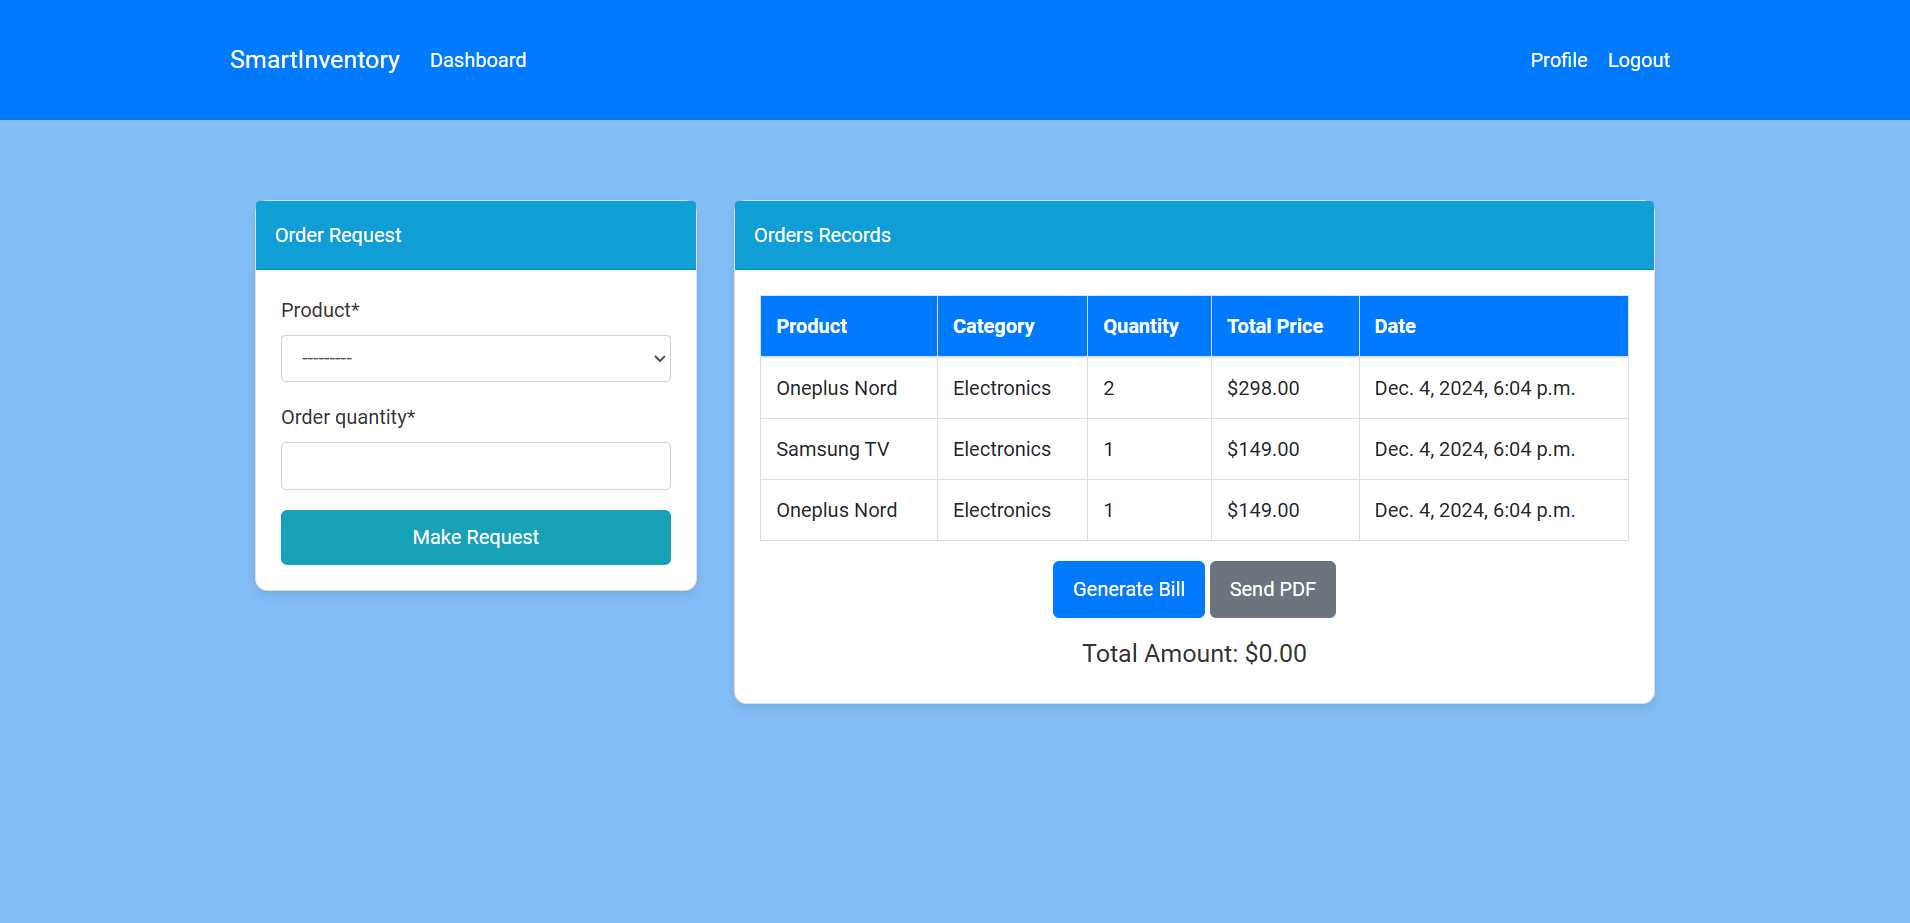 SmartInventory Dashboard Profile Logout
Order Request
Product*
---------
Order quantity*
Make Request
Orders Records
Product Category Quantity Total Price Date
Oneplus Nord Electronics 2 $298.00 Dec. 4, 2024, 6:04 p.m.
Samsung TV Electronics 1 $149.00 Dec. 4, 2024, 6:04 p.m.
Oneplus Nord Electronics 1 $149.00 Dec. 4, 2024, 6:04 p.m.
Generate Bill Send PDF
Total Amount: $0.00